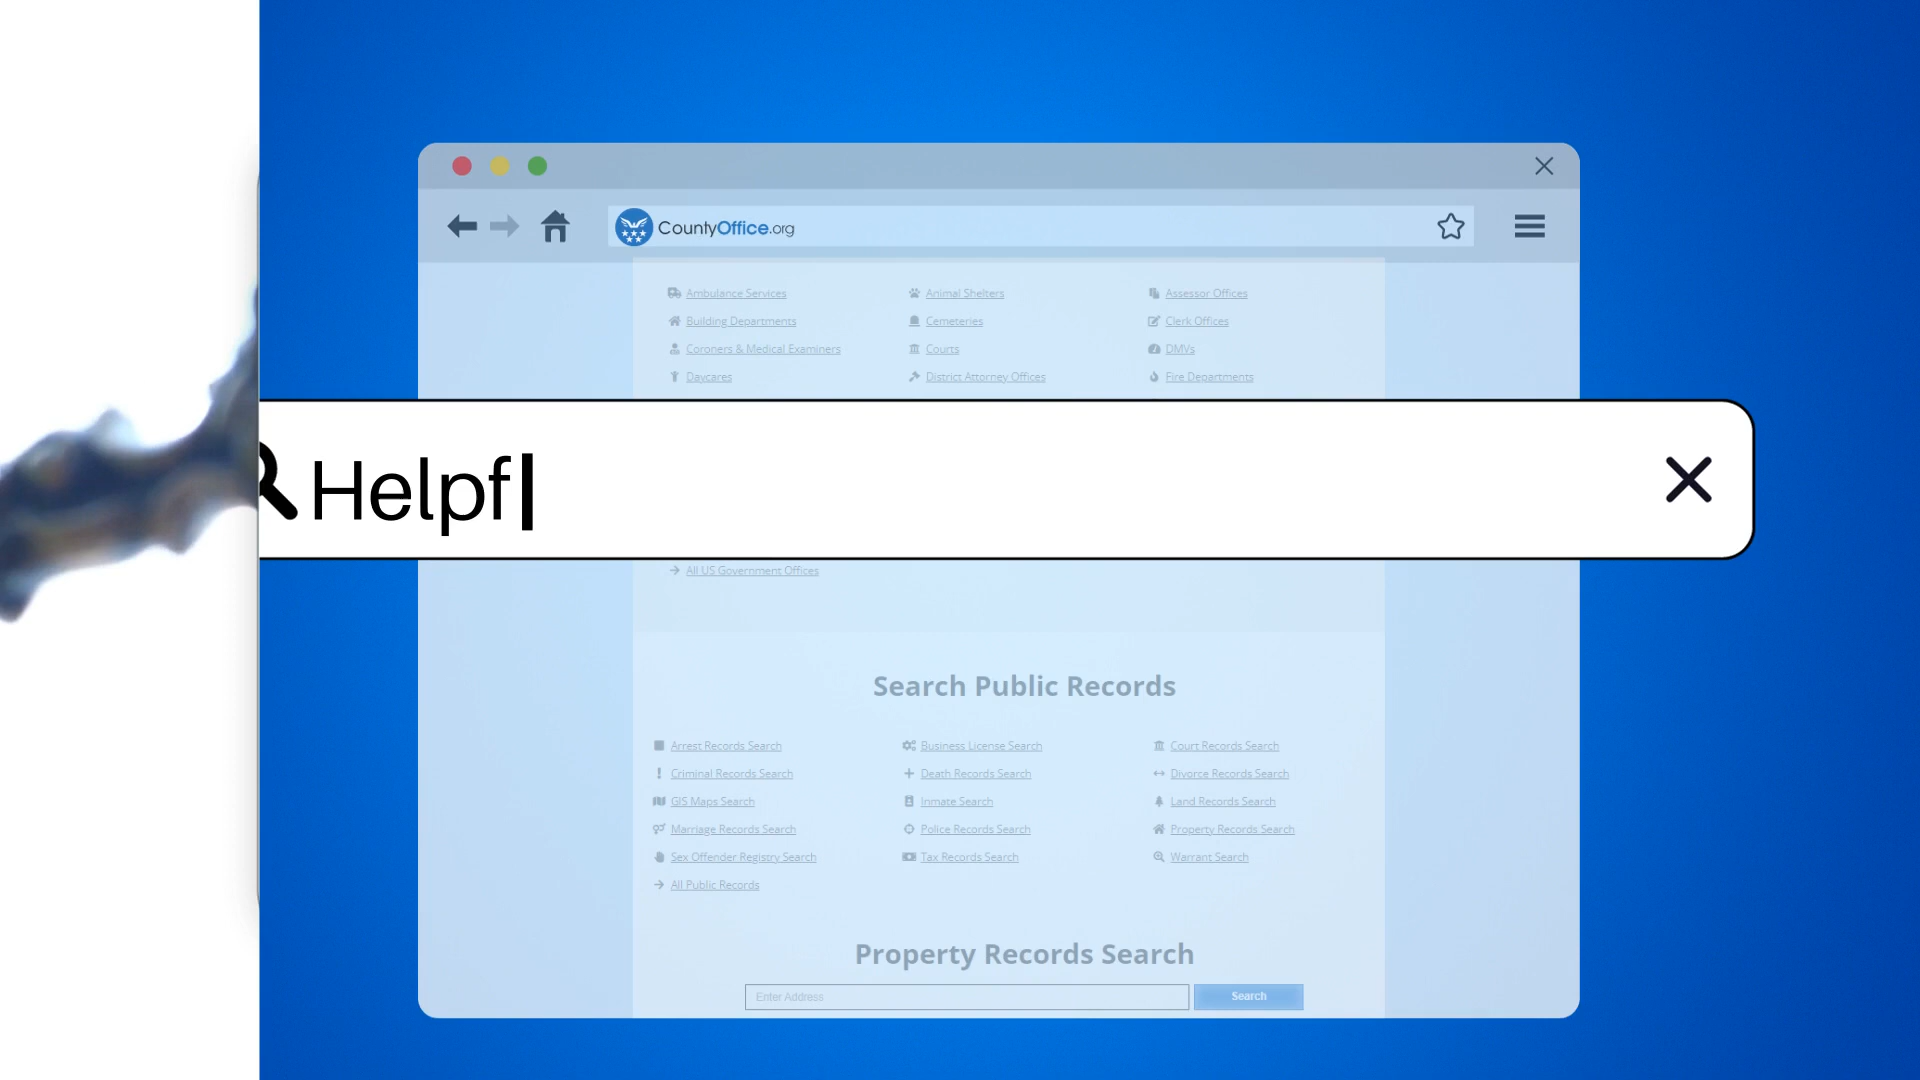 CountyOffice.org
Ambulance Services Animal Shelters Assessor Offices
Building Departments Cemeteries Clerk Offices
Coroners & Medical Examiners Courts DMVs
Daycares District Attorney Offices Fire Departments
Helpf
All US Government Offices
Search Public Records
Arrest Records Search Business License Search Court Records Search
Criminal Records Search Death Records Search Divorce Records Search
GIS Maps Search Inmate Search Land Records Search
Marriage Records Search Police Records Search Property Records Search
Sex Offender Registry Search Tax Records Search Warrant Search
All Public Records
Property Records Search
Enter Address Search